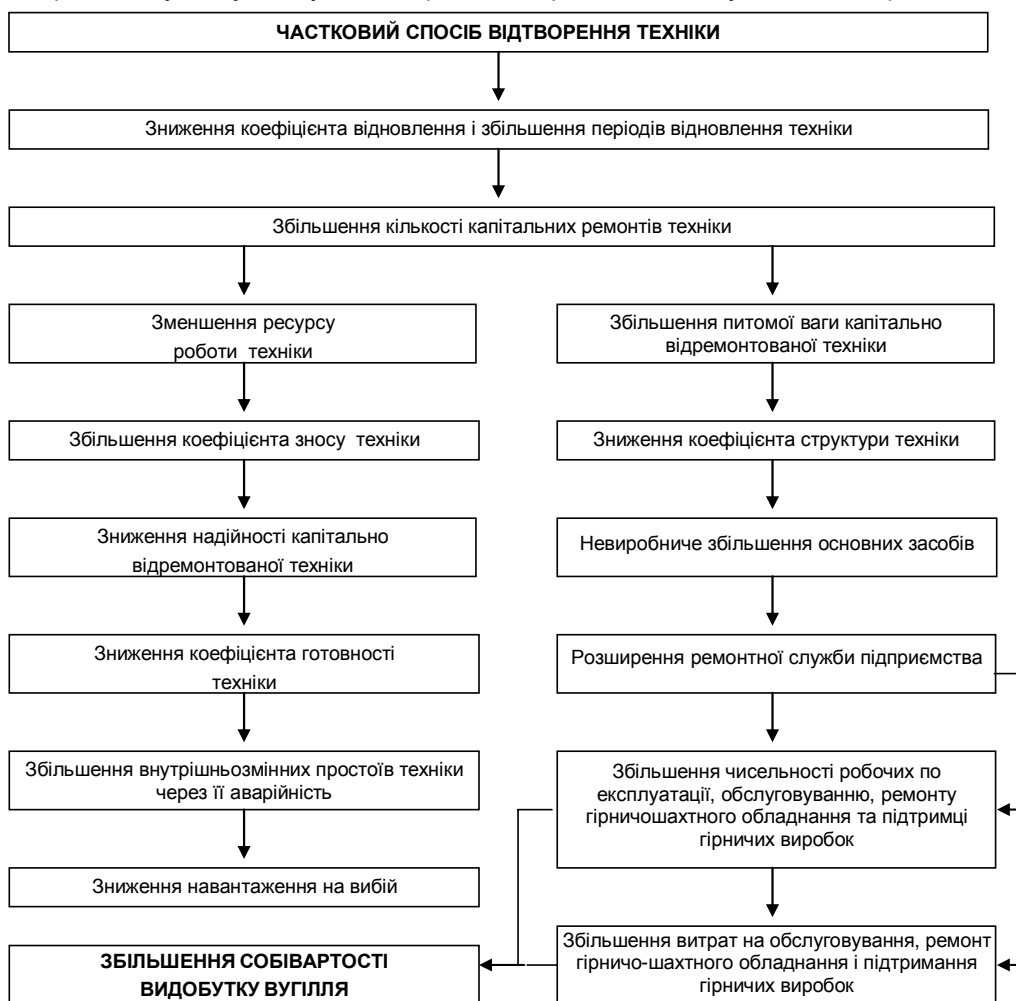 ЧАСТКОВИЙ СПОСІБ ВІДТВОРЕННЯ ТЕХНІКИ
Зниження коефіцієнта відновлення і збільшення періодів відновлення техніки
Збільшення кількості капітальних ремонтів техніки
Зменшення ресурсу
роботи техніки
Збільшення коефіцієнта зносу техніки
Зниження надійності капітально
відремонтованої техніки
Зниження коефіцієнта готовності
техніки
Збільшення внутрішньозмінних простоїв техніки
через її аварійність
Зниження навантаження на вибій
ЗБІЛЬШЕННЯ СОБІВАРТОСТІ
ВИДОБУТКУ ВУГІЛЛЯ
Збільшення питомої ваги капітально
відремонтованої техніки
Зниження коефіцієнта структури техніки
Невиробниче збільшення основних засобів
Розширення ремонтної служби підприємства
Збільшення чисельності робочих по
експлуатації, обслуговуванню, ремонту
гірничошахтного обладнання та підтримці
гірничих виробок
Збільшення витрат на обслуговування, ремонт
гірничо-шахтного обладнання і підтримання
гірничих виробок